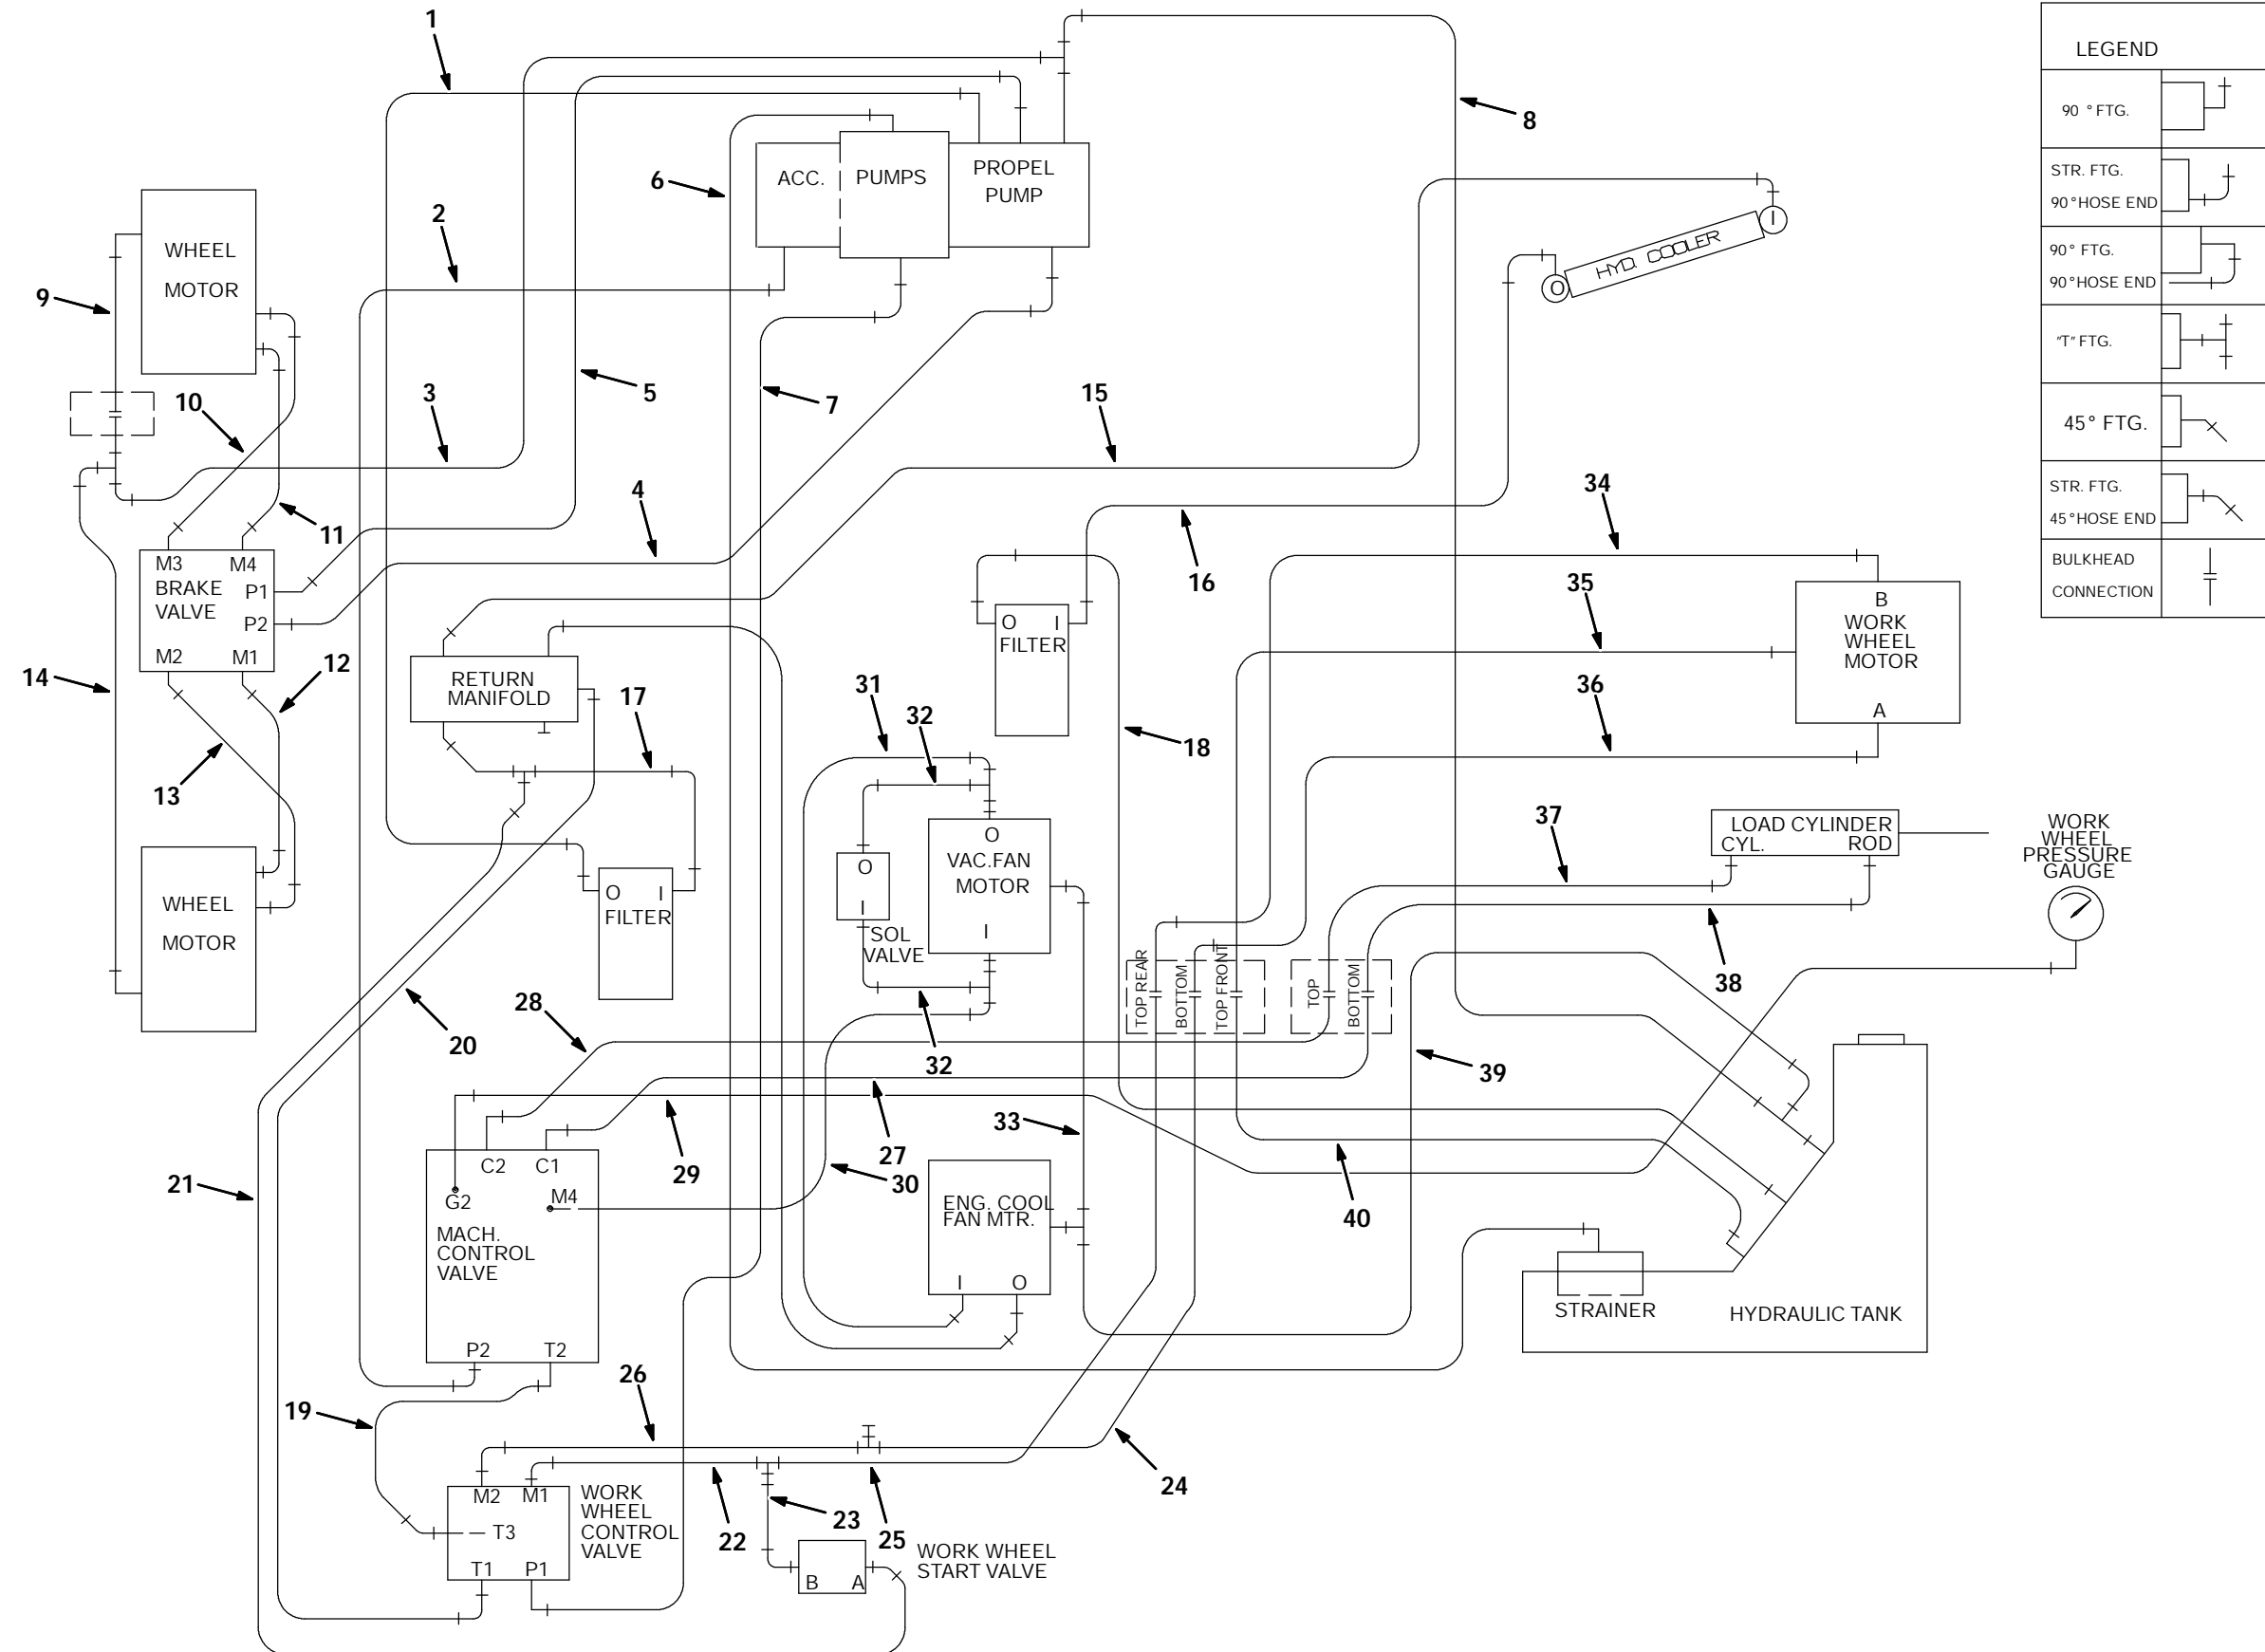 1
2
3
4
5
6
7
8
9
10
11
12
13
14
15
16
17
18
19
20
21
22
23
24
25
26
27
28
29
30
31
32
32
33
34
35
36
37
38
39
40
ACC.
PUMPS
PROPEL
PUMP
HYD. COOLER
I
O
WHEEL
MOTOR
M3
M4
BRAKE
VALVE
P1
P2
M2
M1
WHEEL
MOTOR
RETURN
MANIFOLD
O I
FILTER
O I
FILTER
O
I
SOL
VALVE
O
VAC.FAN
MOTOR
I
B
WORK
WHEEL
MOTOR
A
LOAD CYLINDER
CYL. ROD
WORK
WHEEL
PRESSURE
GAUGE
TOP REAR
BOTTOM
TOP FRONT
TOP
BOTTOM
C2 C1
G2
M4
MACH.
CONTROL
VALVE
P2 T2
ENG. COOL
FAN MTR.
I O
STRAINER
HYDRAULIC TANK
M2 M1
T3
T1 P1
WORK
WHEEL
CONTROL
VALVE
B A
WORK WHEEL
START VALVE
LEGEND
90 ° FTG.
STR. FTG.
90°HOSE END
90° FTG.
90°HOSE END
"T" FTG.
45° FTG.
STR. FTG.
45°HOSE END
BULKHEAD
CONNECTION